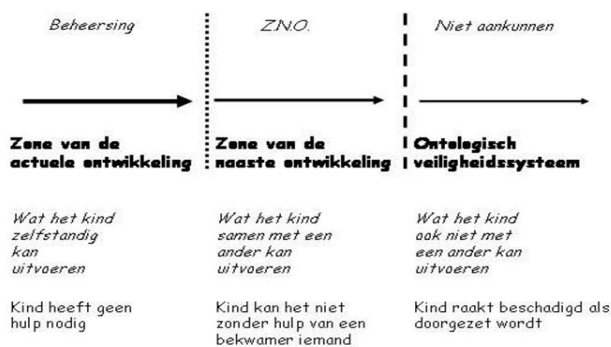 Beheersing
Z.N.O.
Niet aankunnen
Zone van de
actuele ontwikkeling
Zone van de
naaste ontwikkeling
Ontologisch
veiligheidssysteem
Wat het kind
zelfstandig
kan
uitvoeren
Wat het kind
samen met een
ander kan
uitvoeren
Wat het kind
ook niet met
een ander kan
uitvoeren
Kind heeft geen
hulp nodig
Kind kan het niet
zonder hulp van een
bekwamer iemand
Kind raakt beschadigd als
doorgezet wordt